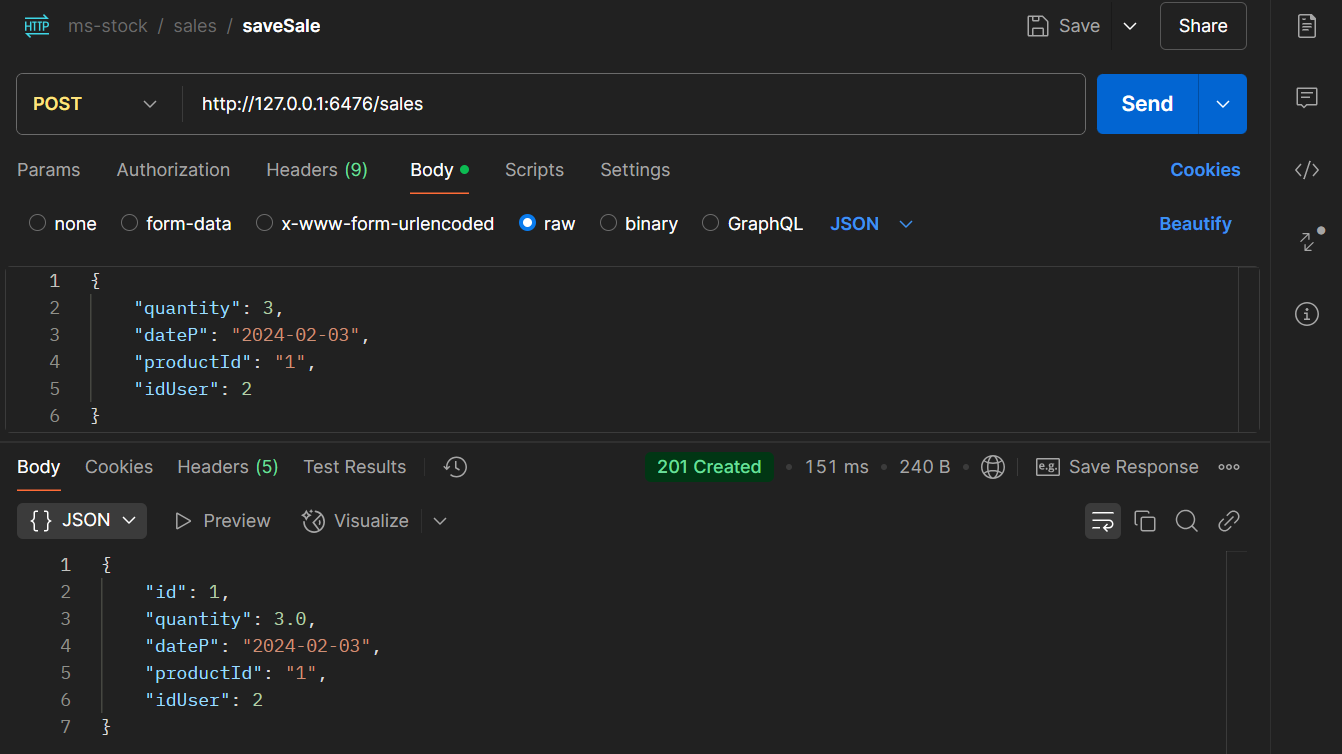 HTTP ms-stock / sales / saveSale Save Share
POST http://127.0.0.1:6476/sales Send
Params Authorization Headers (9) Body Scripts Settings Cookies
none form-data x-www-form-urlencoded raw binary GraphQL JSON Beautify
1 {
2 "quantity": 3,
3 "dateP": "2024-02-03",
4 "productId": "1",
5 "idUser": 2
6 }
Body Cookies Headers (5) Test Results 201 Created 151 ms 240 B e.g. Save Response
{} JSON Preview Visualize
1 {
2 "id": 1,
3 "quantity": 3.0,
4 "dateP": "2024-02-03",
5 "productId": "1",
6 "idUser": 2
7 }